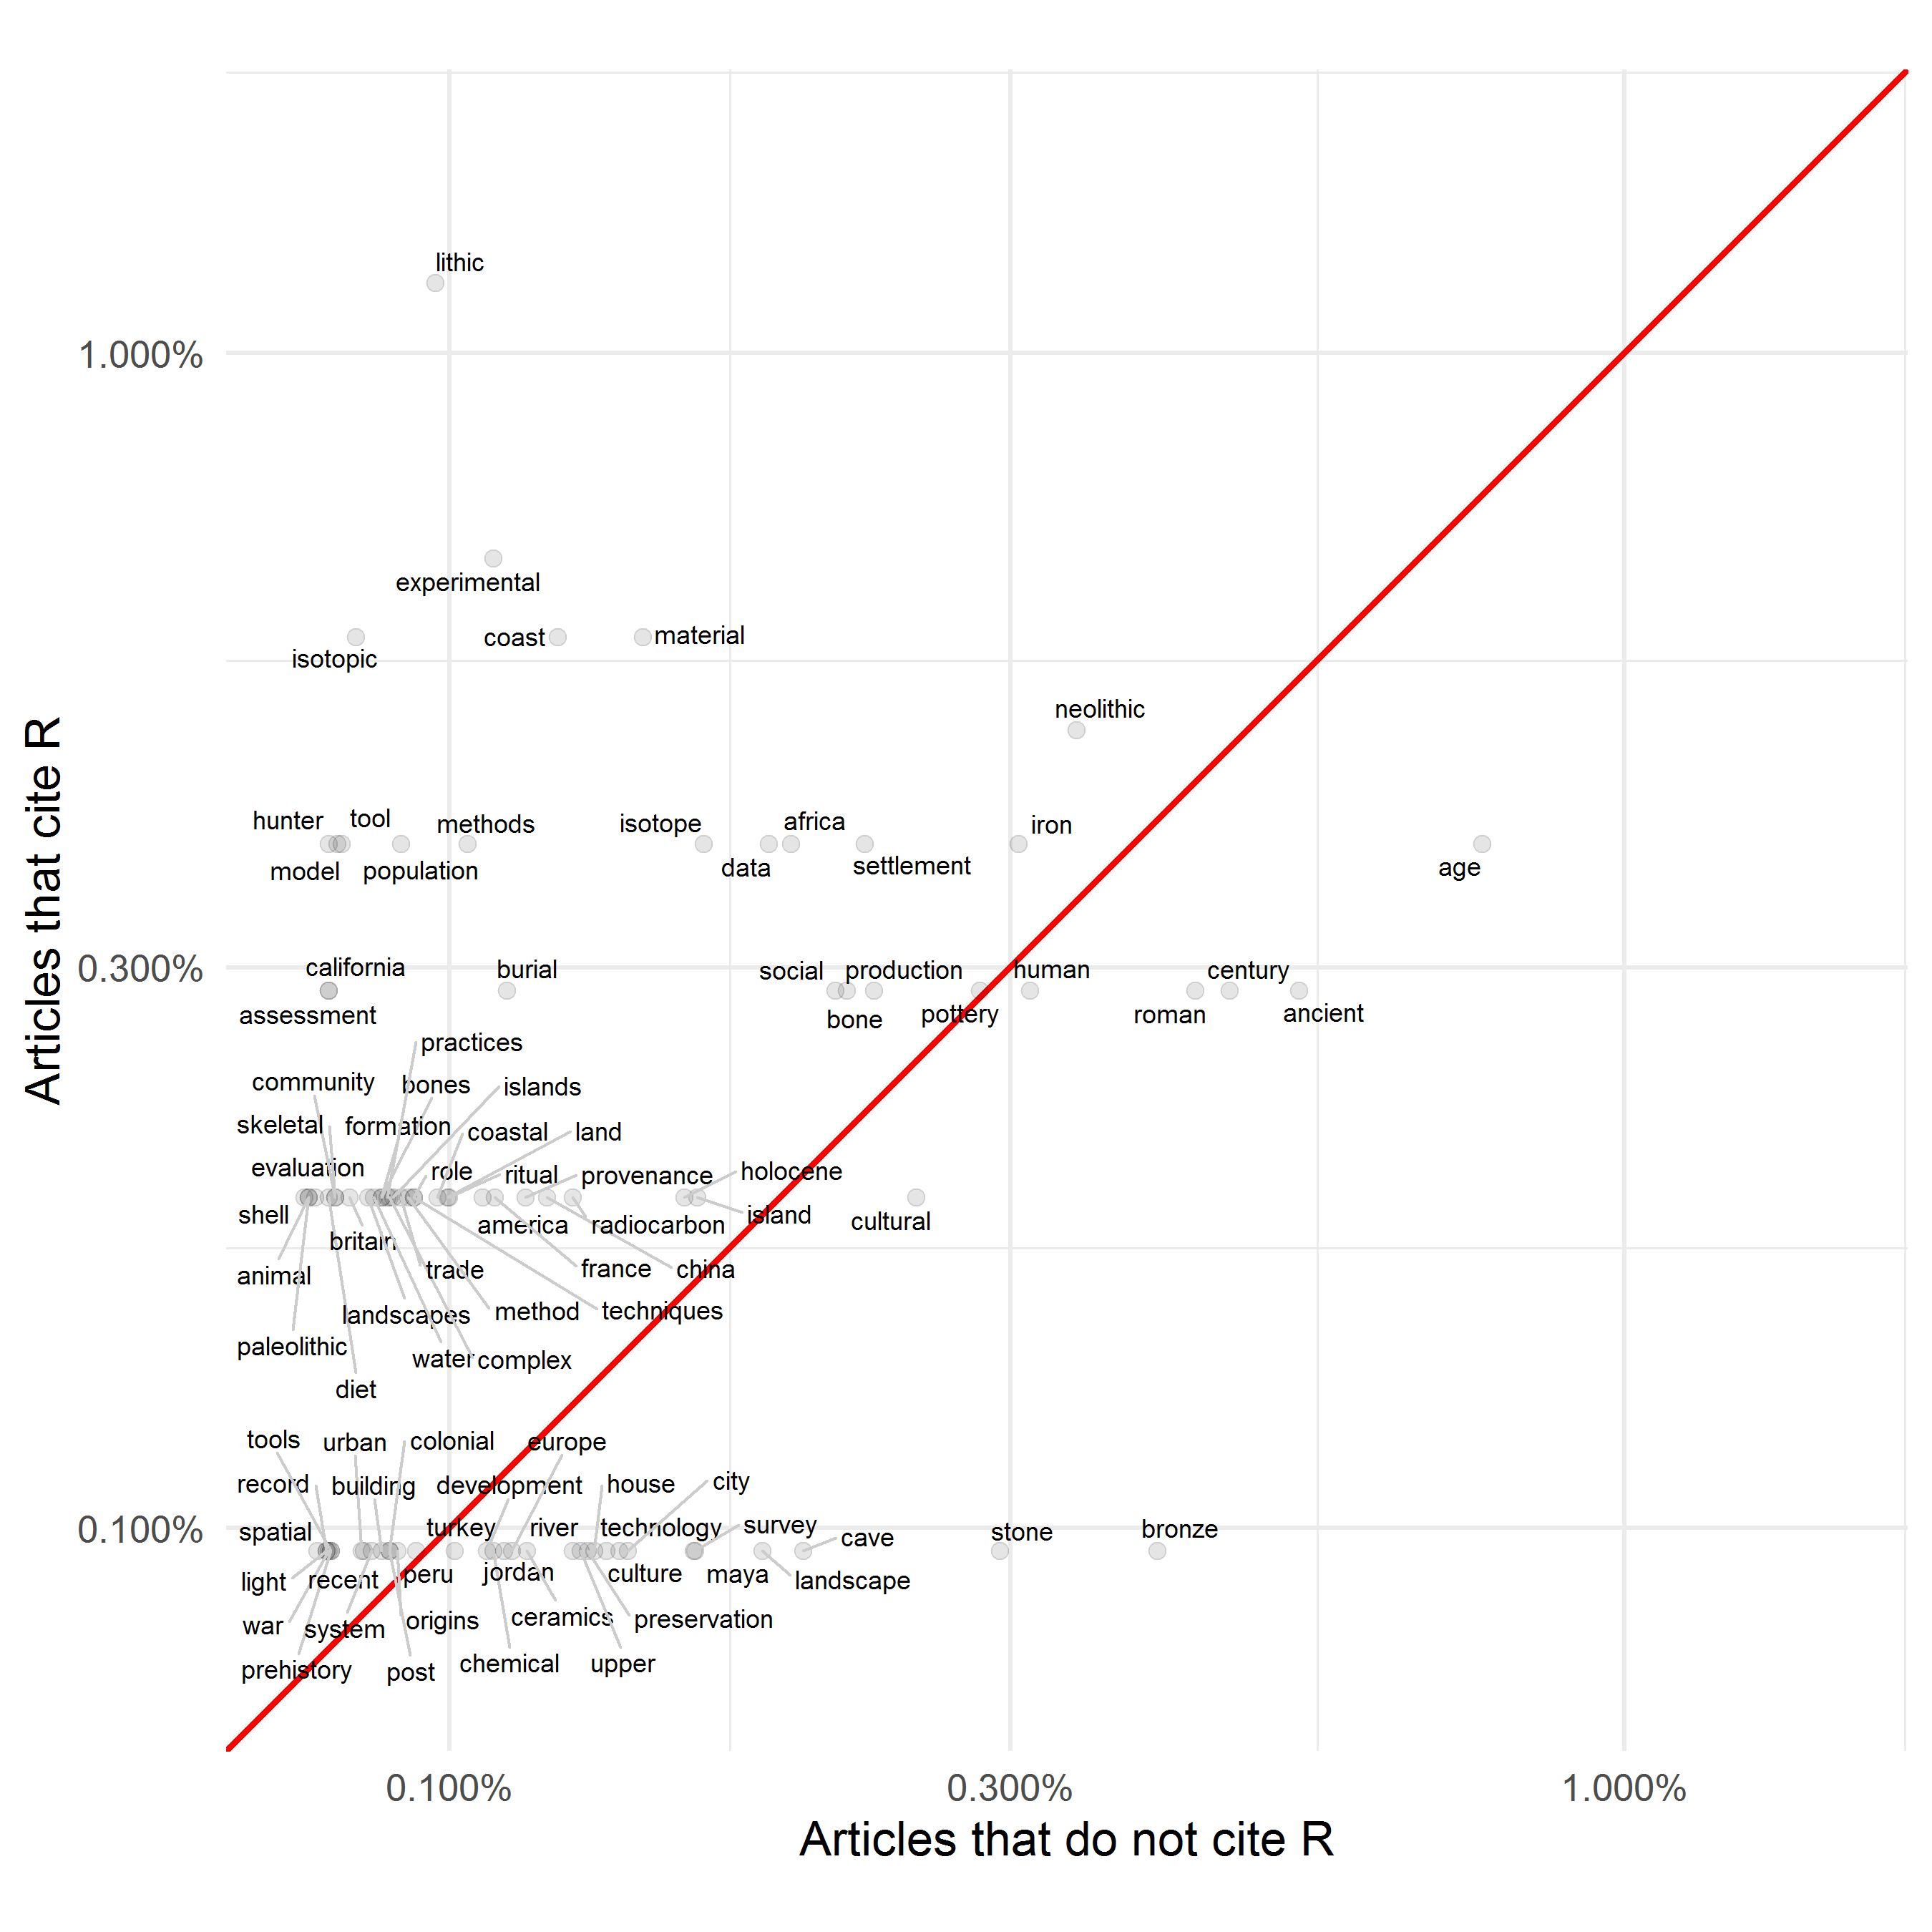 lithic
1.000%
experimental
coast
material
isotopic
neolithic
hunter
tool
methods
isotope
africa
iron
model
population
data
settlement
age
0.300%
california
burial
social
production
human
century
assessment
bone
pottery
roman
ancient
practices
community
bones
islands
skeletal
formation
coastal
land
evaluation
role
ritual
provenance
holocene
shell
america
radiocarbon
island
cultural
britain
animal
trade
france
china
landscapes
method
techniques
paleolithic
water
complex
diet
tools
urban
colonial
europe
record
building
development
house
city
0.100%
spatial
turkey
river
technology
survey
cave
stone
bronze
light
recent
peru
jordan
culture
maya
landscape
war
system
origins
ceramics
preservation
prehistory
post
chemical
upper
0.100%
0.300%
1.000%
Articles that do not cite R
Articles that cite R